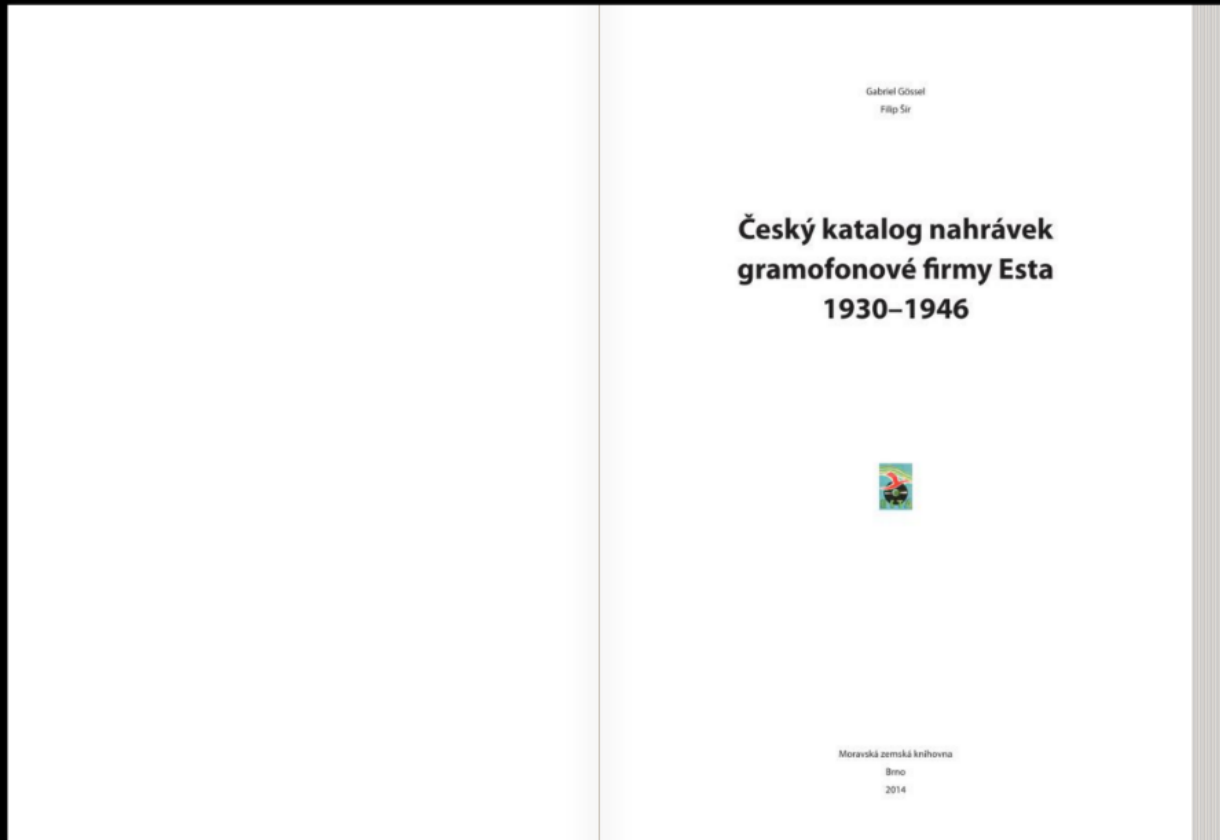 Gabriel Gössel
Filip Šír
Český katalog nahrávek
gramofonové firmy Esta
1930–1946
Moravská zemská knihovna
Brno
2014